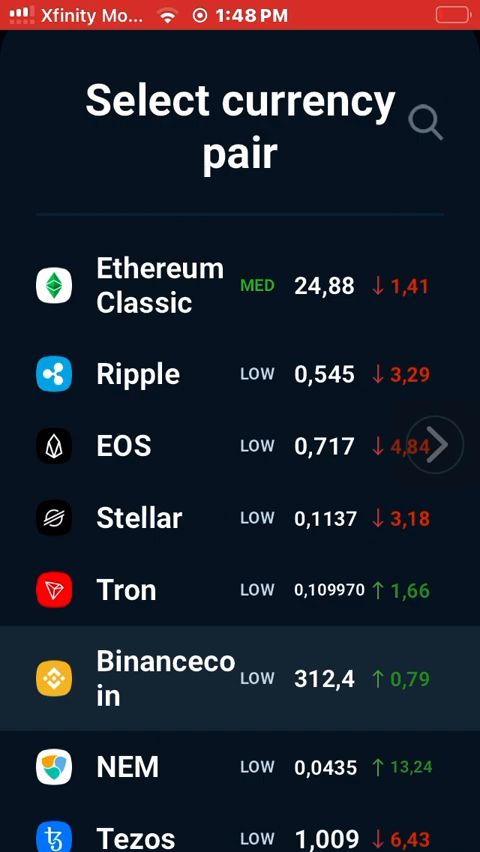 Xfinity Mo... 1:48 PM
Select currency
pair
Ethereum
Classic MED 24,88 ↓ 1,41
Ripple LOW 0,545 ↓ 3,29
EOS LOW 0,717 ↓ 4,84
Stellar LOW 0,1137 ↓ 3,18
Tron LOW 0,109970 ↑ 1,66
Binanceco
in LOW 312,4 ↑ 0,79
NEM LOW 0,0435 ↑ 13,24
Tezos LOW 1,009 ↓ 6,43